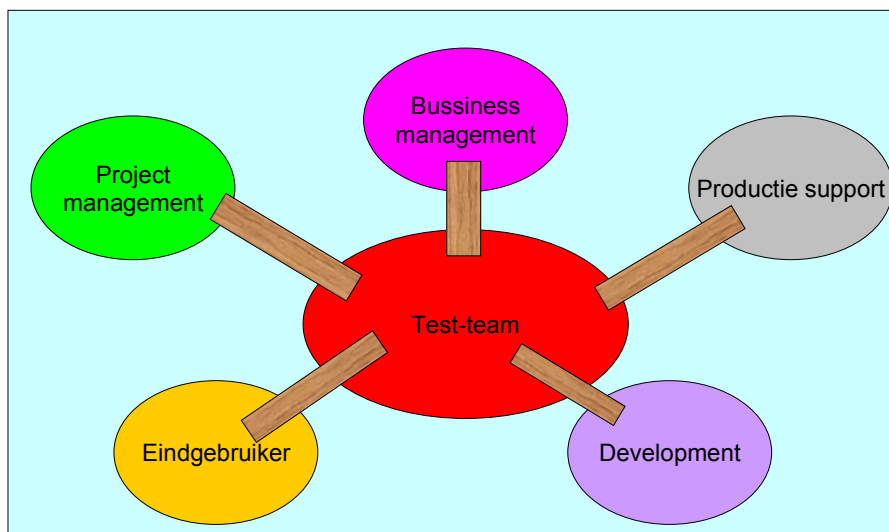 Bussiness
management
Project
management
Productie support
Test-team
Eindgebruiker
Development